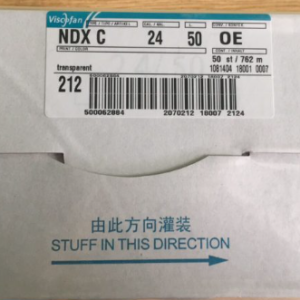 Viscofan
NDX C 24 50 OE
50 st / 762 m
transparent 1081404 18001 0007
212
500062864 2070212 18007 2124
由此方向灌装
STUFF IN THIS DIRECTION